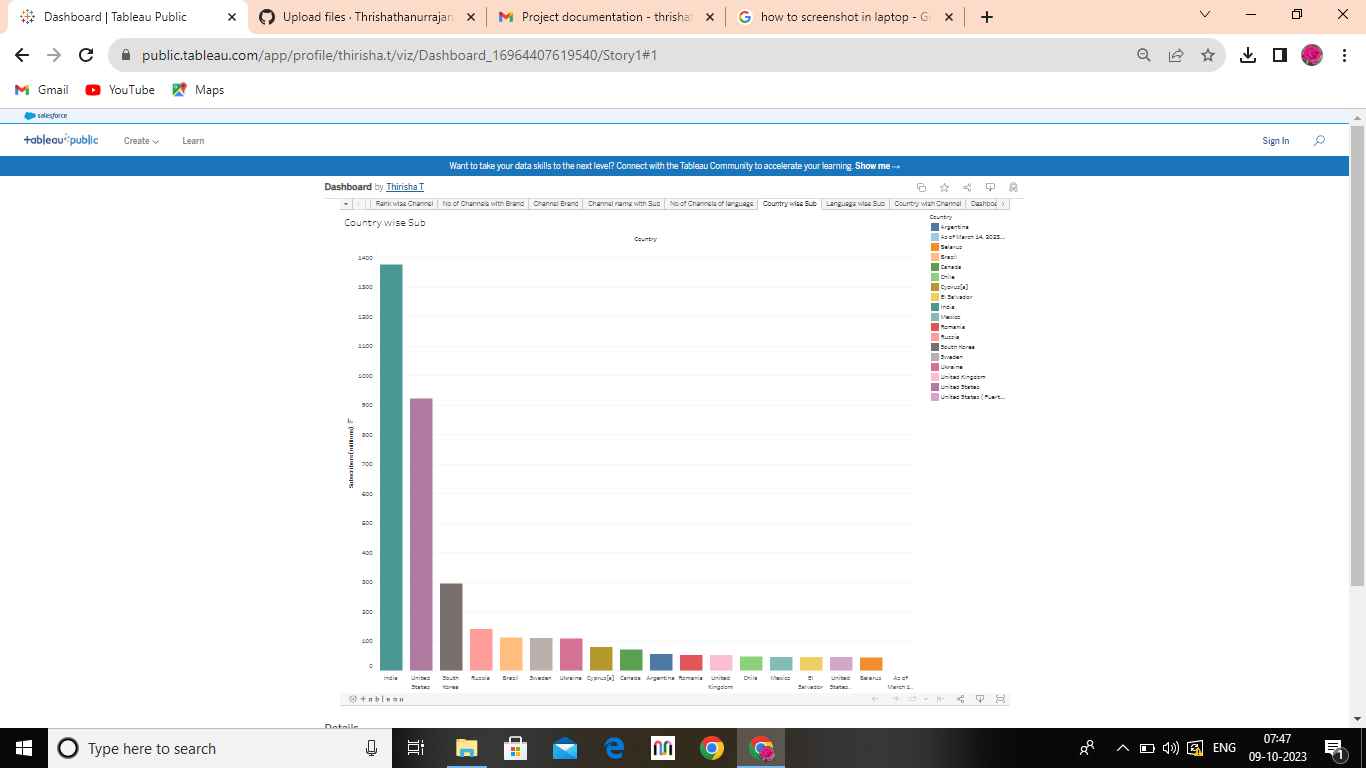 Dashboard | Tableau Public
Upload files · Thrishathanurrajan
Project documentation - thrishat
how to screenshot in laptop - Go
public.tableau.com/app/profile/thirisha.t/viz/Dashboard_16964407619540/Story1#1
Gmail YouTube Maps
salesforce
+ableau public Create Learn Sign In
Want to take your data skills to the next level? Connect with the Tableau Community to accelerate your learning. Show me →
Dashboard by Thirisha T
Rank wise Channel No of Channels with Brand Channel Brand Channel name with Sub No of Channels of language Country wise Sub Language wise Sub Country wish Channel Dashboa
Country wise Sub
Country
Subscribers (millions)
1400
1300
1200
1100
1000
900
800
700
600
500
400
300
200
100
0
India
United States
South Korea
Russia
Brazil
Sweden
Ukraine
Cyprus[a]
Canada
Argentina
Romania
United Kingdom
Chile
Mexico
El Salvador
United States..
Belarus
As of March 1..
Country
Argentina
As of March 14, 2023...
Belarus
Brazil
Canada
Chile
Cyprus[a]
El Salvador
India
Mexico
Romania
Russia
South Korea
Sweden
Ukraine
United Kingdom
United States
United States ( Puert...
+ableau
Details
Type here to search
ENG
07:47
09-10-2023
1